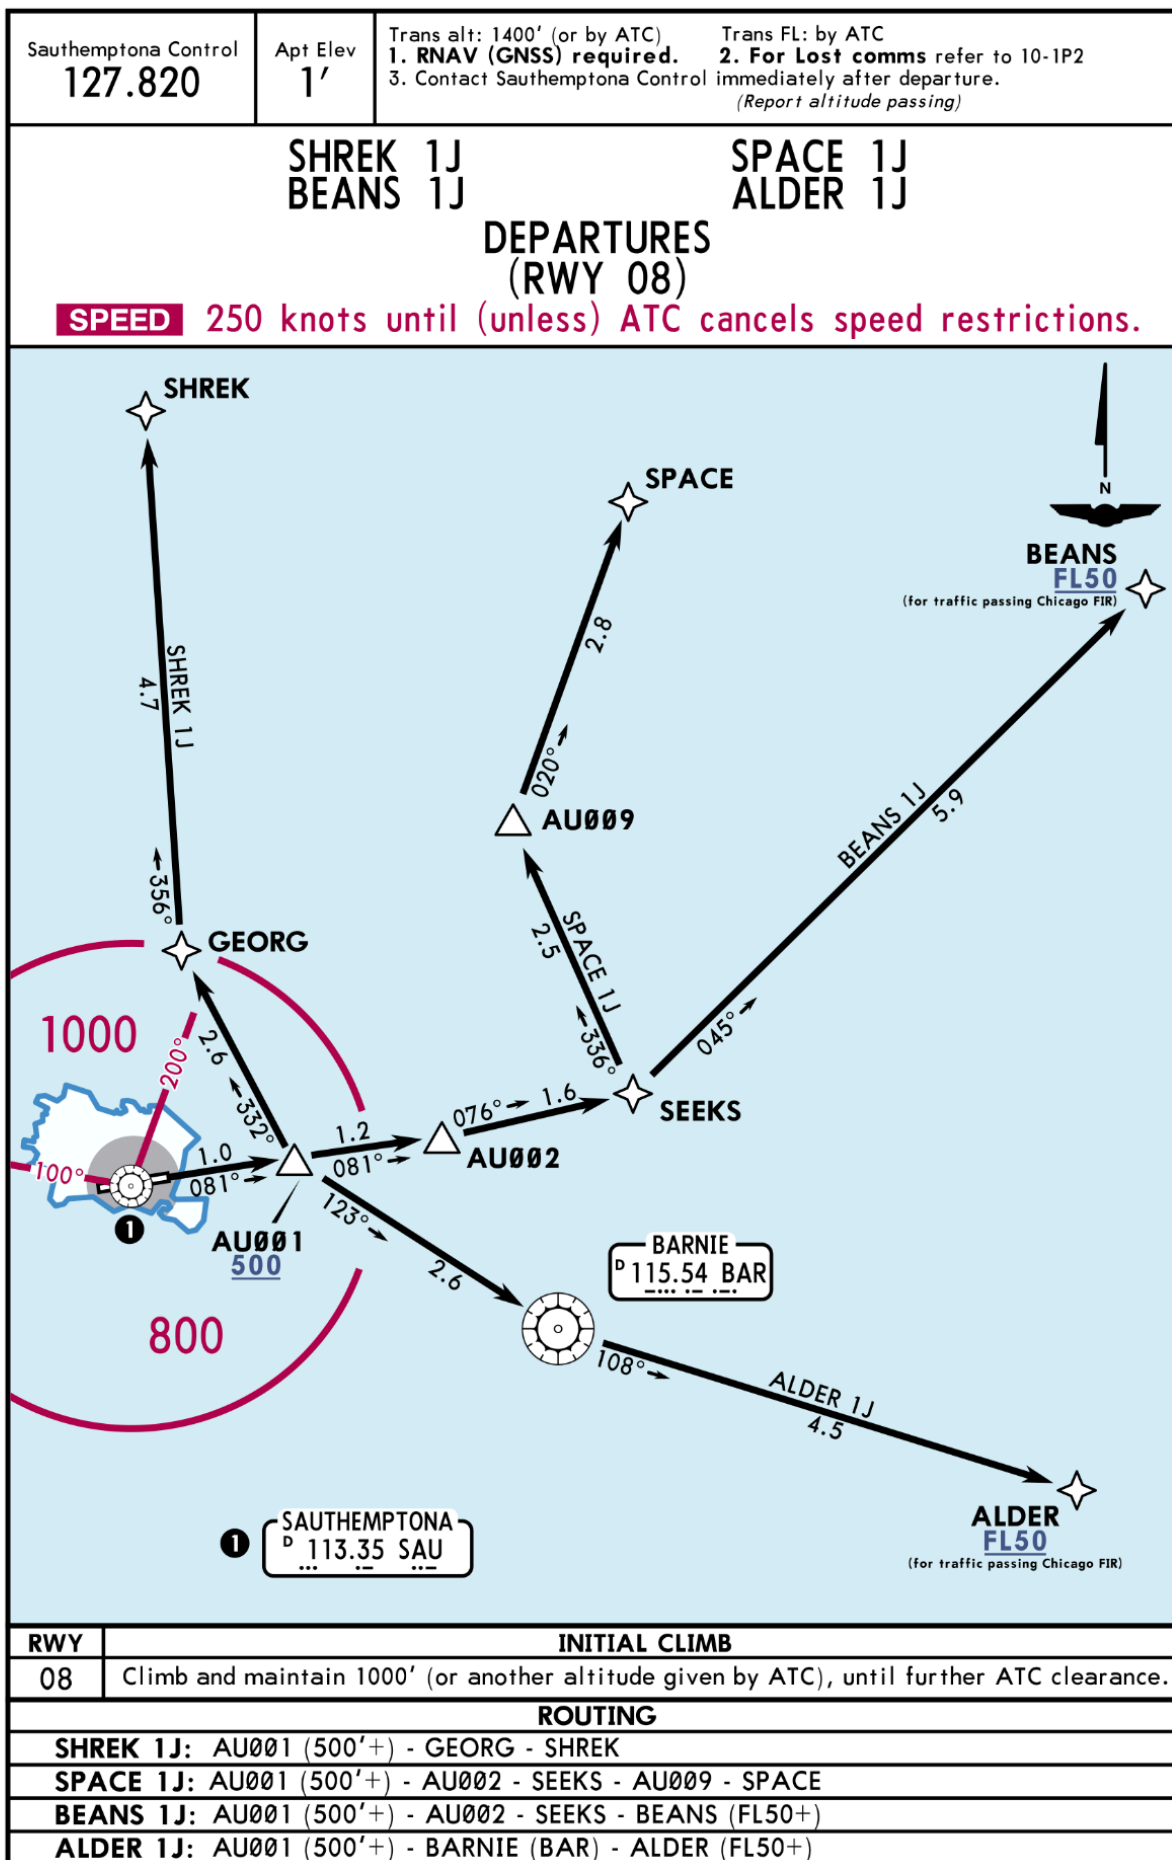 Sauthemptona Control
127.820
Apt Elev
1'
Trans alt: 1400' (or by ATC) Trans FL: by ATC
1. RNAV (GNSS) required. 2. For Lost comms refer to 10-1P2
3. Contact Sauthemptona Control immediately after departure.
(Report altitude passing)
SHREK 1J SPACE 1J
BEANS 1J ALDER 1J
DEPARTURES
(RWY 08)
SPEED 250 knots until (unless) ATC cancels speed restrictions.
SHREK
SPACE
N
BEANS
FL50
(for traffic passing Chicago FIR)
2.8
SHREK 1J
4.7
020°
AU009
BEANS 1J
5.9
356°
GEORG
SPACE 1J
2.5
1000
200°
2.6
332°
336°
045°
076° 1.6
SEEKS
1.2
081°
AU002
1.0
081°
100°
1
AU001
500
123°
2.6
BARNIE
D 115.54 BAR
800
108°
ALDER 1J
4.5
ALDER
FL50
(for traffic passing Chicago FIR)
1
SAUTHEMPTONA
D 113.35 SAU
RWY INITIAL CLIMB
08 Climb and maintain 1000' (or another altitude given by ATC), until further ATC clearance.
ROUTING
SHREK 1J: AU001 (500'+) - GEORG - SHREK
SPACE 1J: AU001 (500'+) - AU002 - SEEKS - AU009 - SPACE
BEANS 1J: AU001 (500'+) - AU002 - SEEKS - BEANS (FL50+)
ALDER 1J: AU001 (500'+) - BARNIE (BAR) - ALDER (FL50+)